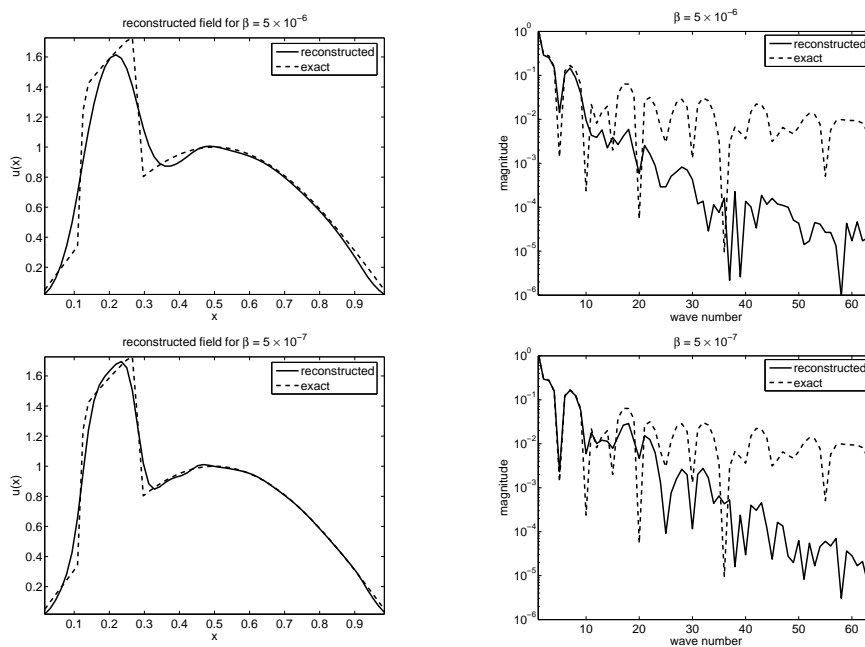 reconstructed field for β = 5 × 10⁻⁶
1.6
1.4
1.2
1
0.8
0.6
0.4
0.2
u(x)
reconstructed
exact
0.1 0.2 0.3 0.4 0.5 0.6 0.7 0.8 0.9
x
β = 5 × 10⁻⁶
10⁰
10⁻¹
10⁻²
10⁻³
10⁻⁴
10⁻⁵
10⁻⁶
magnitude
reconstructed
exact
10 20 30 40 50 60
wave number
reconstructed field for β = 5 × 10⁻⁷
1.6
1.4
1.2
1
0.8
0.6
0.4
0.2
u(x)
reconstructed
exact
0.1 0.2 0.3 0.4 0.5 0.6 0.7 0.8 0.9
x
β = 5 × 10⁻⁷
10⁰
10⁻¹
10⁻²
10⁻³
10⁻⁴
10⁻⁵
10⁻⁶
magnitude
reconstructed
exact
10 20 30 40 50 60
wave number